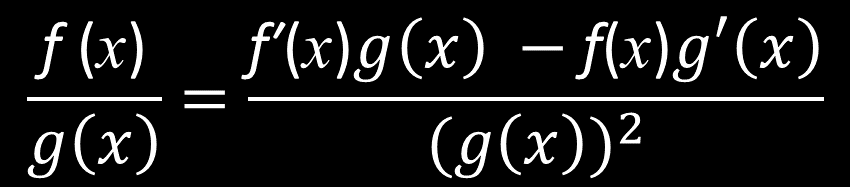 f (x) / g(x) = f′(x)g(x) − f(x)g′(x) / (g(x))²